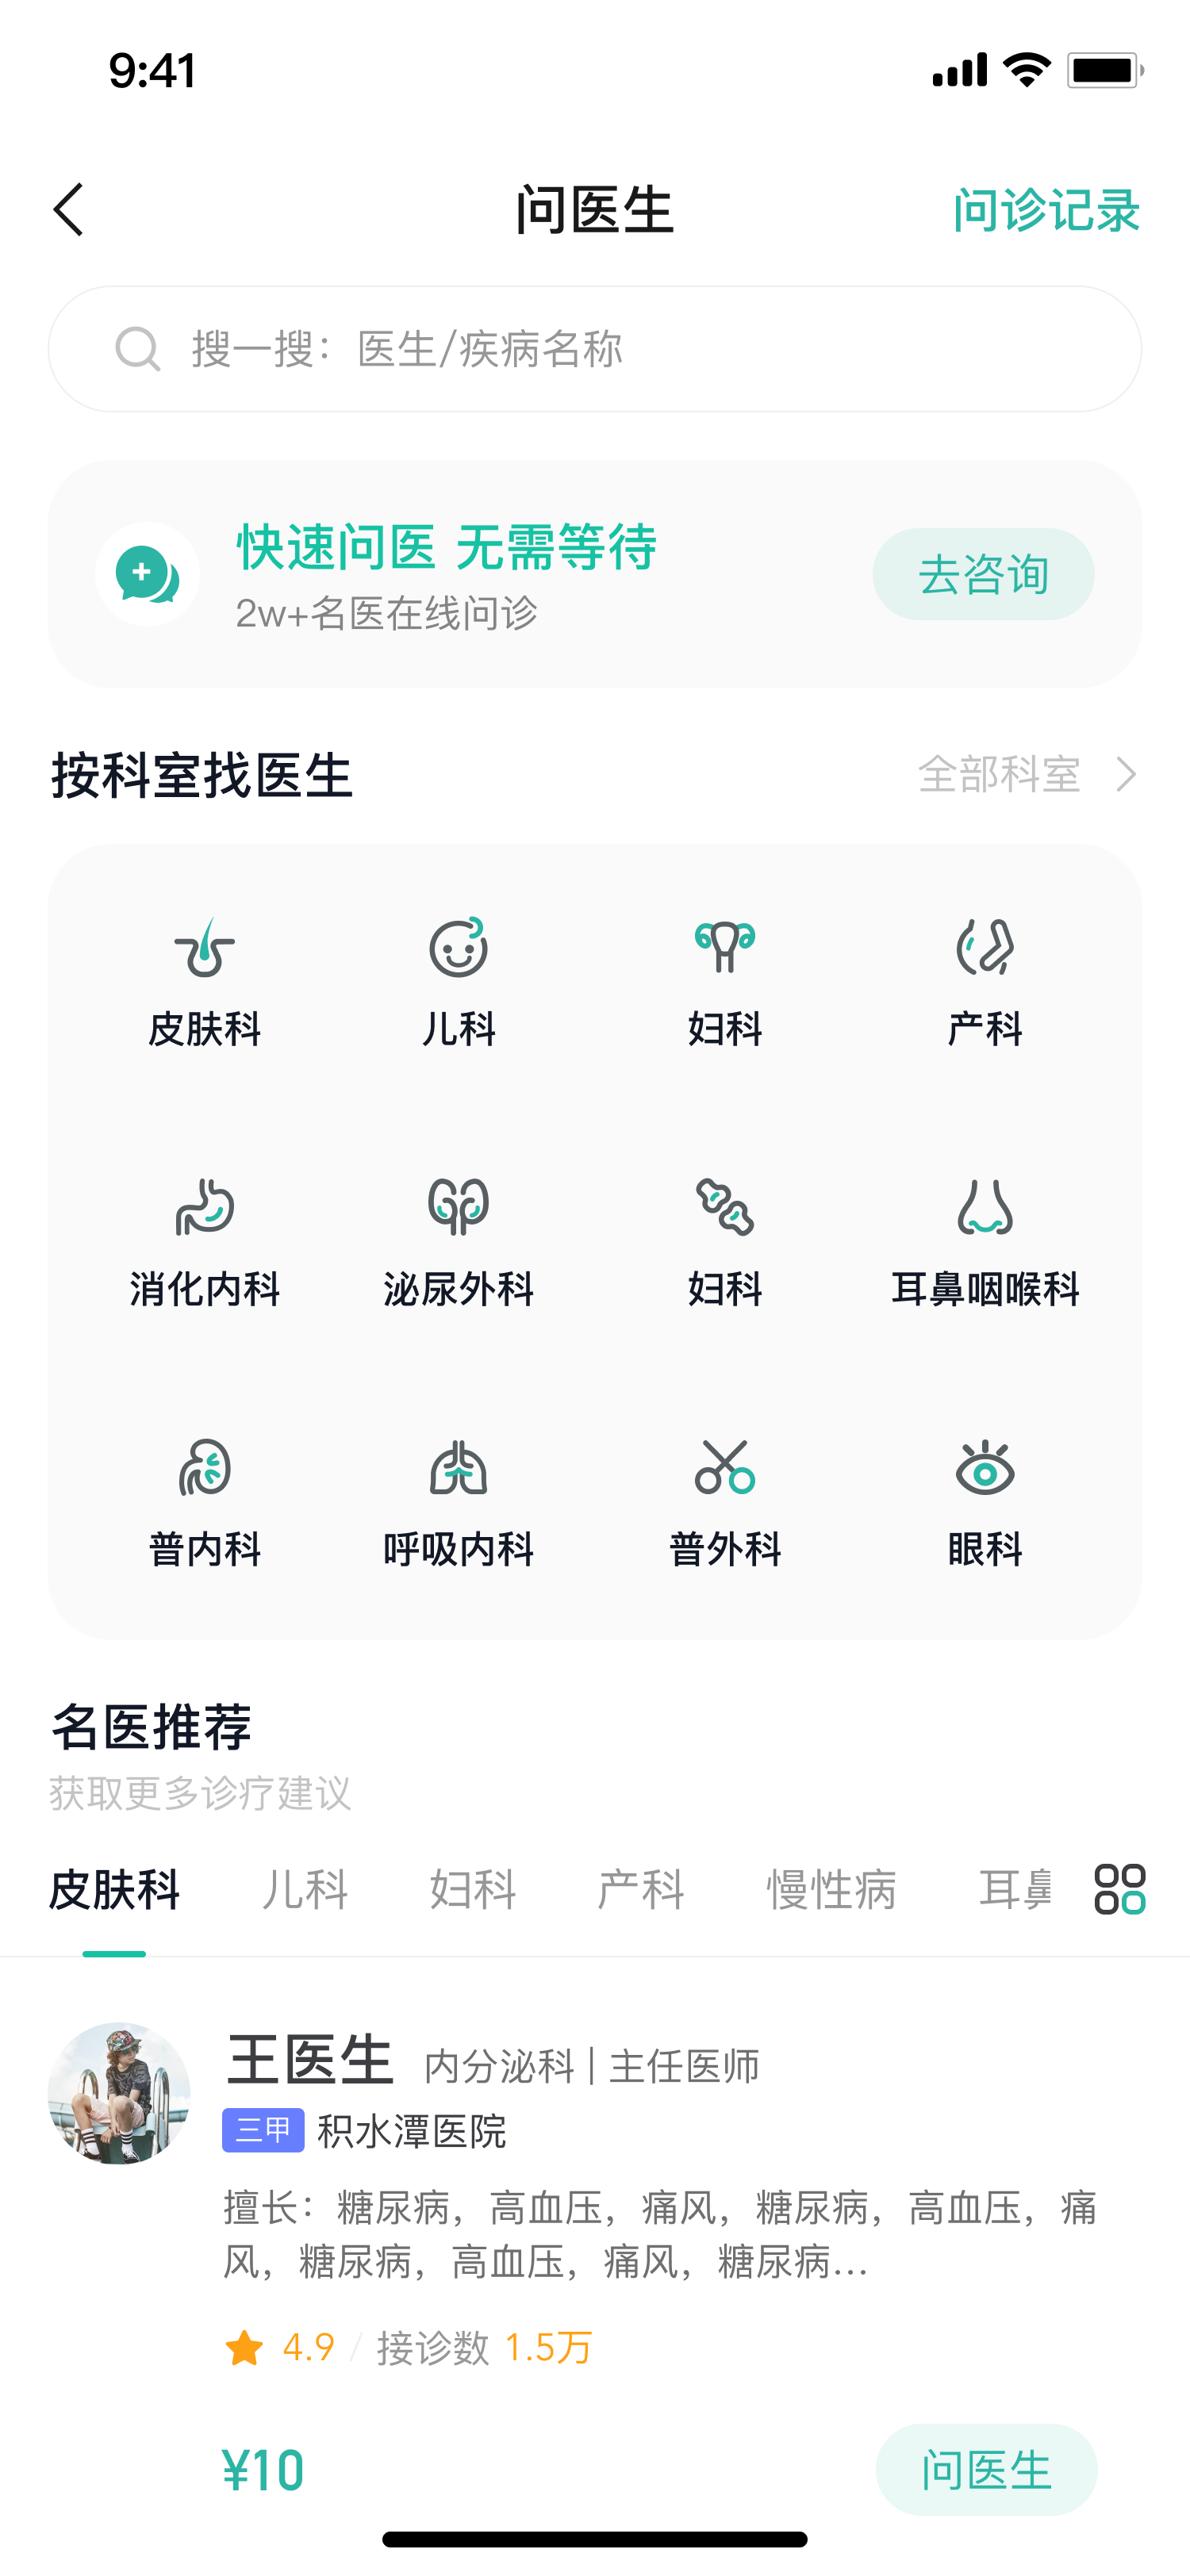 9:41
问医生
问诊记录
搜一搜：医生/疾病名称
快速问医 无需等待
2w+名医在线问诊
去咨询
按科室找医生
全部科室
皮肤科 儿科 妇科 产科
消化内科 泌尿外科 妇科 耳鼻咽喉科
普内科 呼吸内科 普外科 眼科
名医推荐
获取更多诊疗建议
皮肤科 儿科 妇科 产科 慢性病 耳鼻
王医生 内分泌科 | 主任医师
三甲 积水潭医院
擅长：糖尿病，高血压，痛风，糖尿病，高血压，痛
风，糖尿病，高血压，痛风，糖尿病...
4.9 / 接诊数 1.5万
¥10
问医生